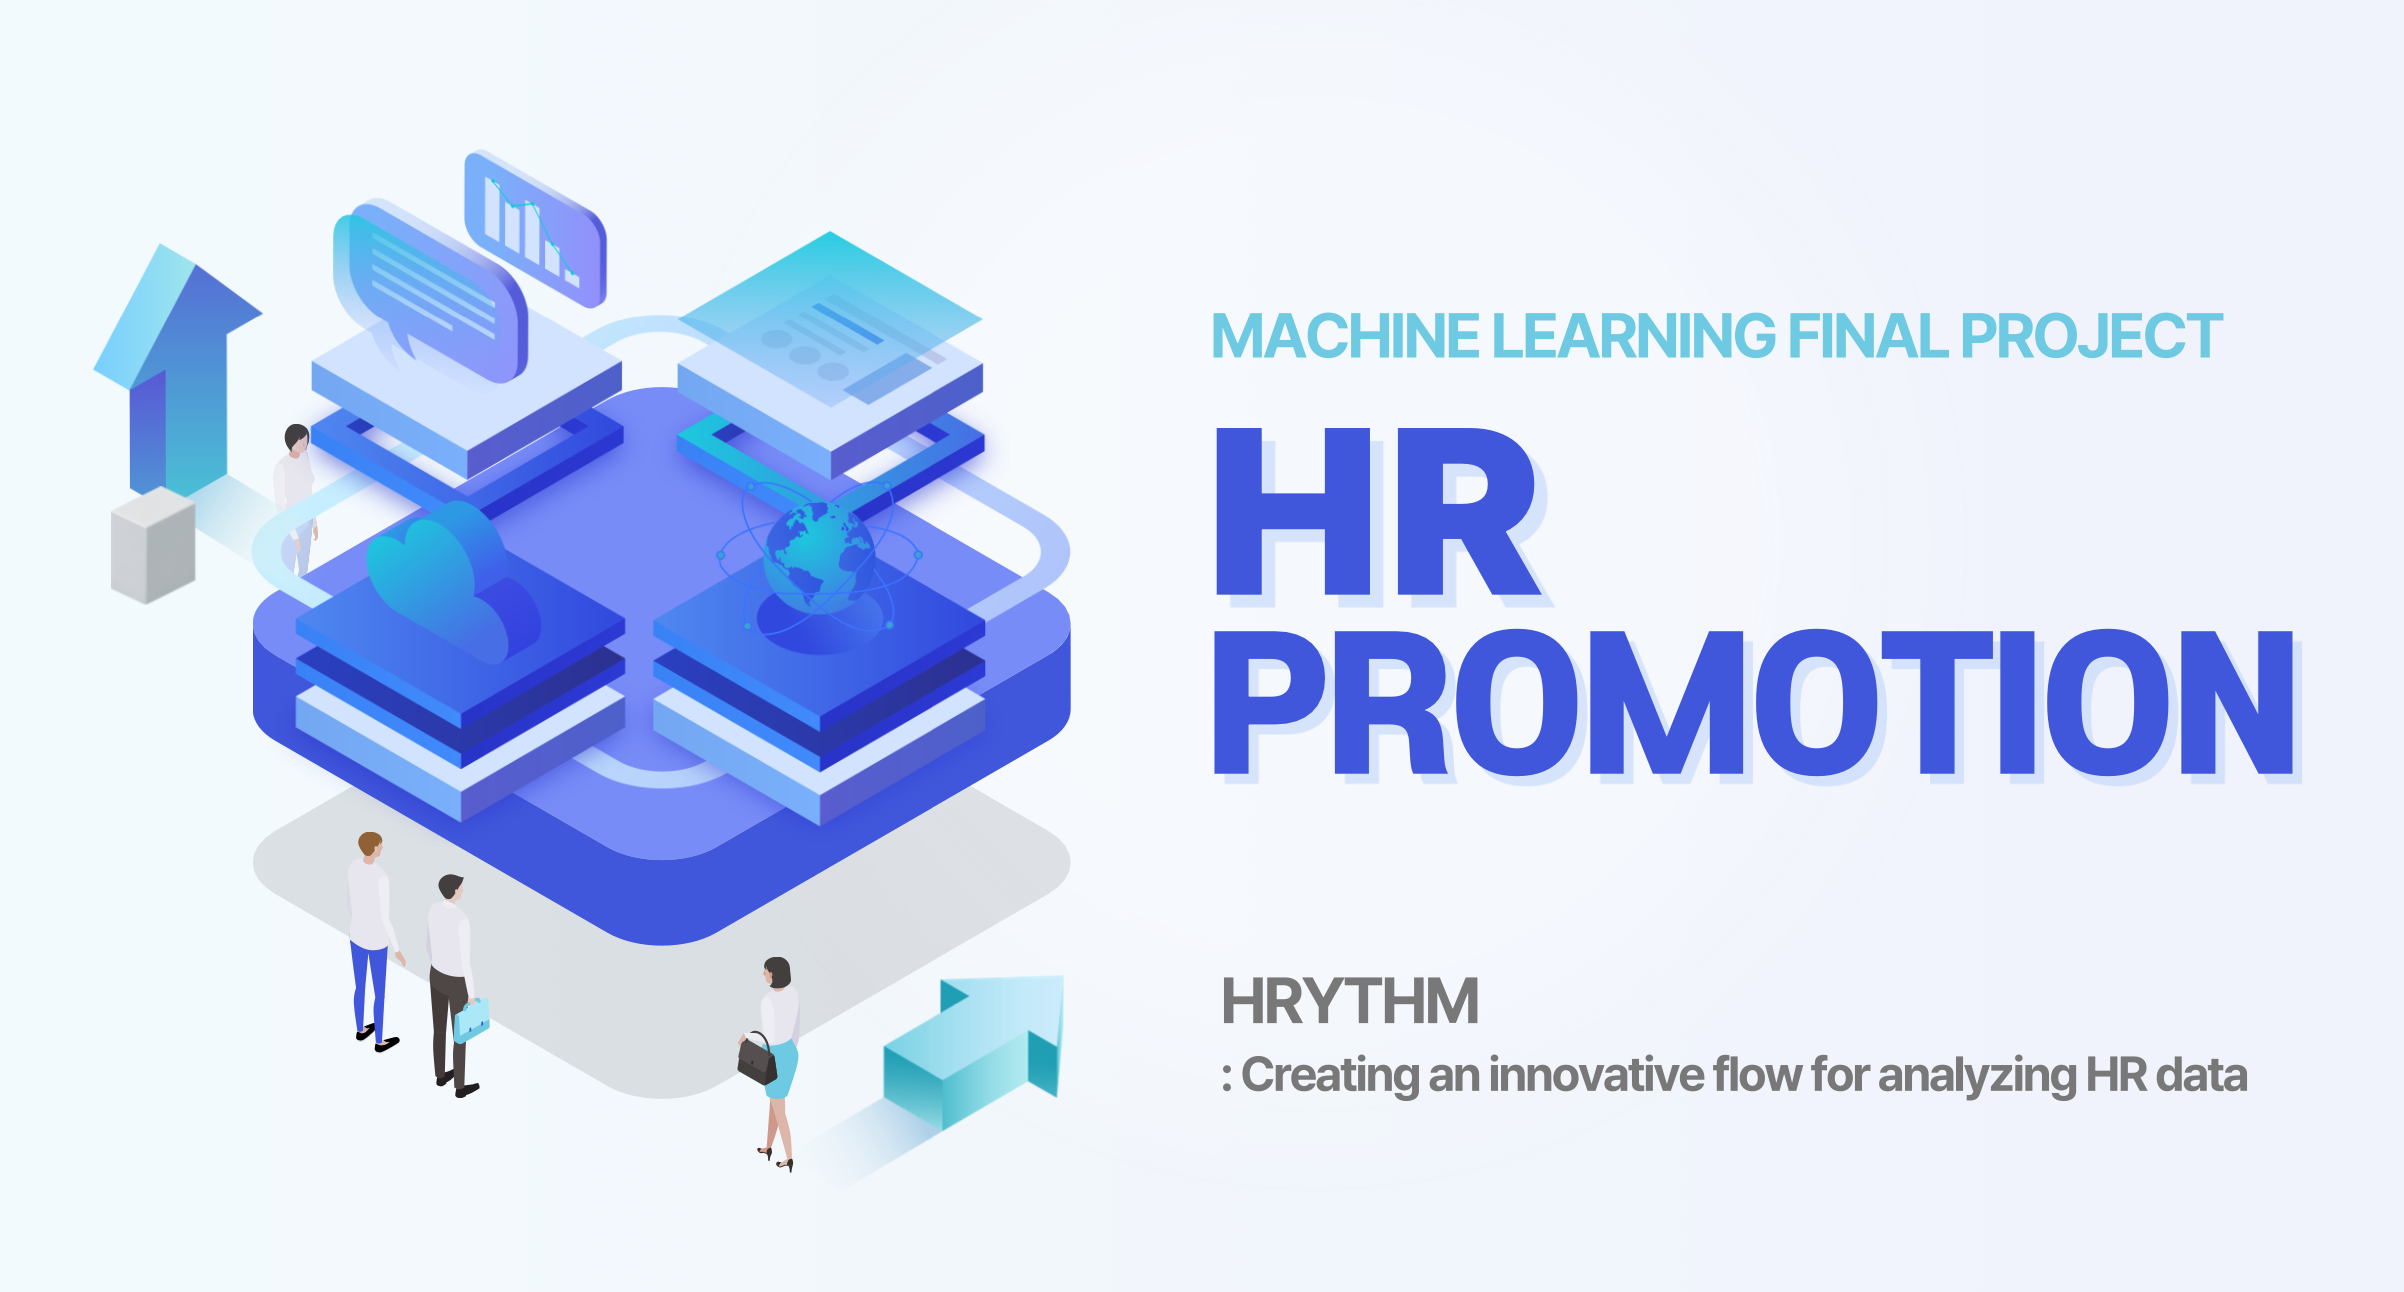 MACHINE LEARNING FINAL PROJECT
HR
PROMOTION
HRYTHM
: Creating an innovative flow for analyzing HR data